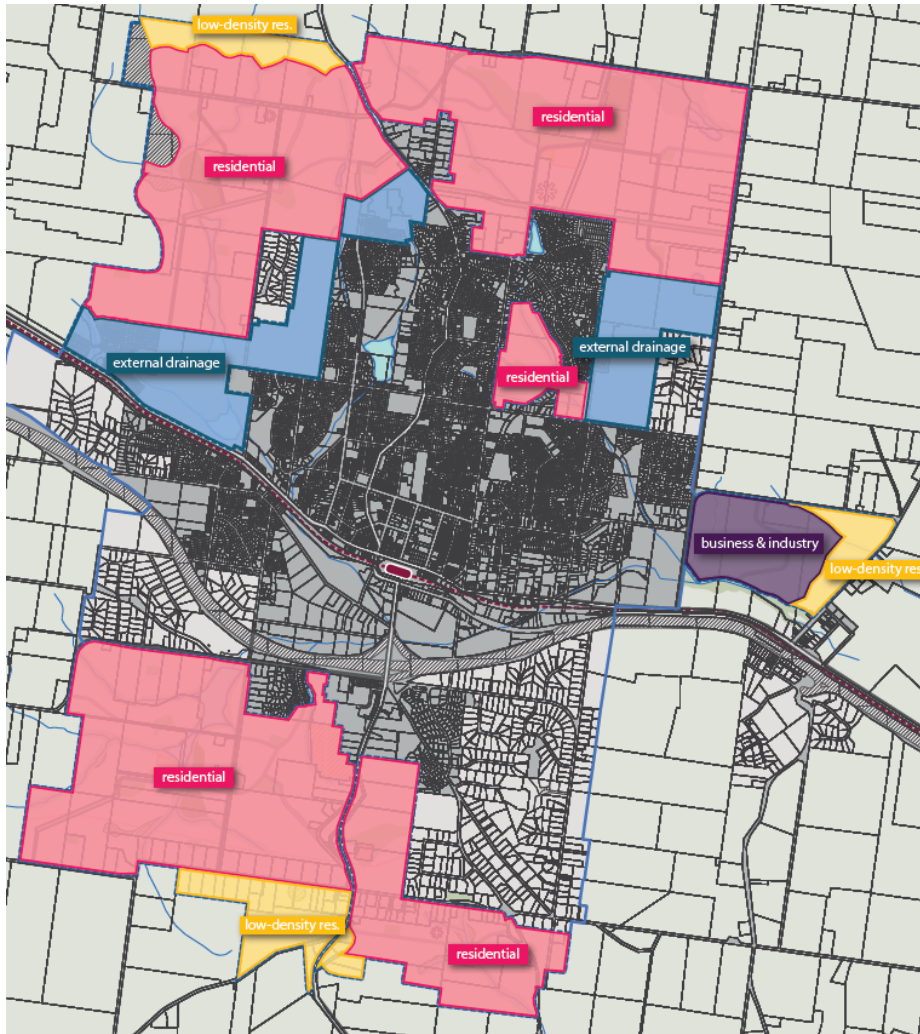 low-density res.
residential
residential
external drainage
external drainage
residential
business & industry
low-density res
residential
low-density res.
residential